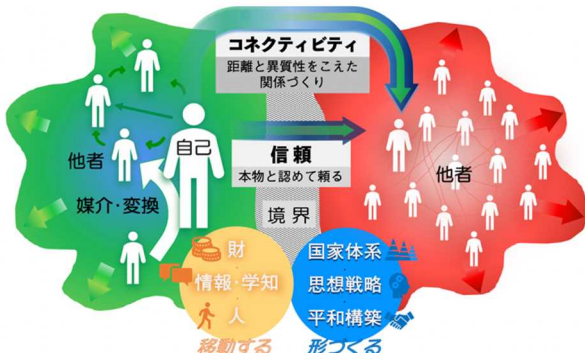 コネクティビティ
距離と異質性をこえた
関係づくり
自己
他者
信頼
本物と認めて頼る
他者
媒介・変換
境界
財
情報・学知
人
移動する
国家体系
思想戦略
平和構築
形づくる